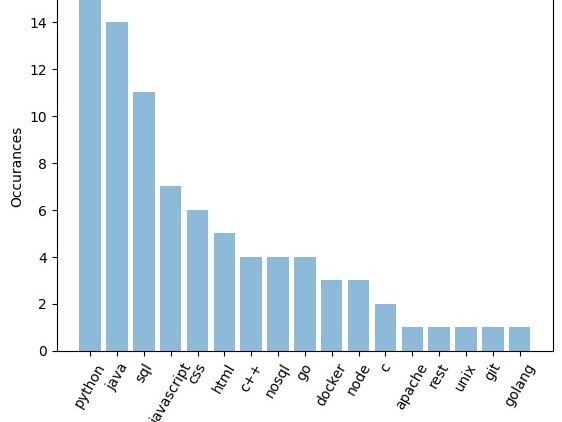 14
12
10
8
6
4
2
0
Occurances
python
java
sql
javascript
css
html
c++
nosql
go
docker
node
c
apache
rest
unix
git
golang